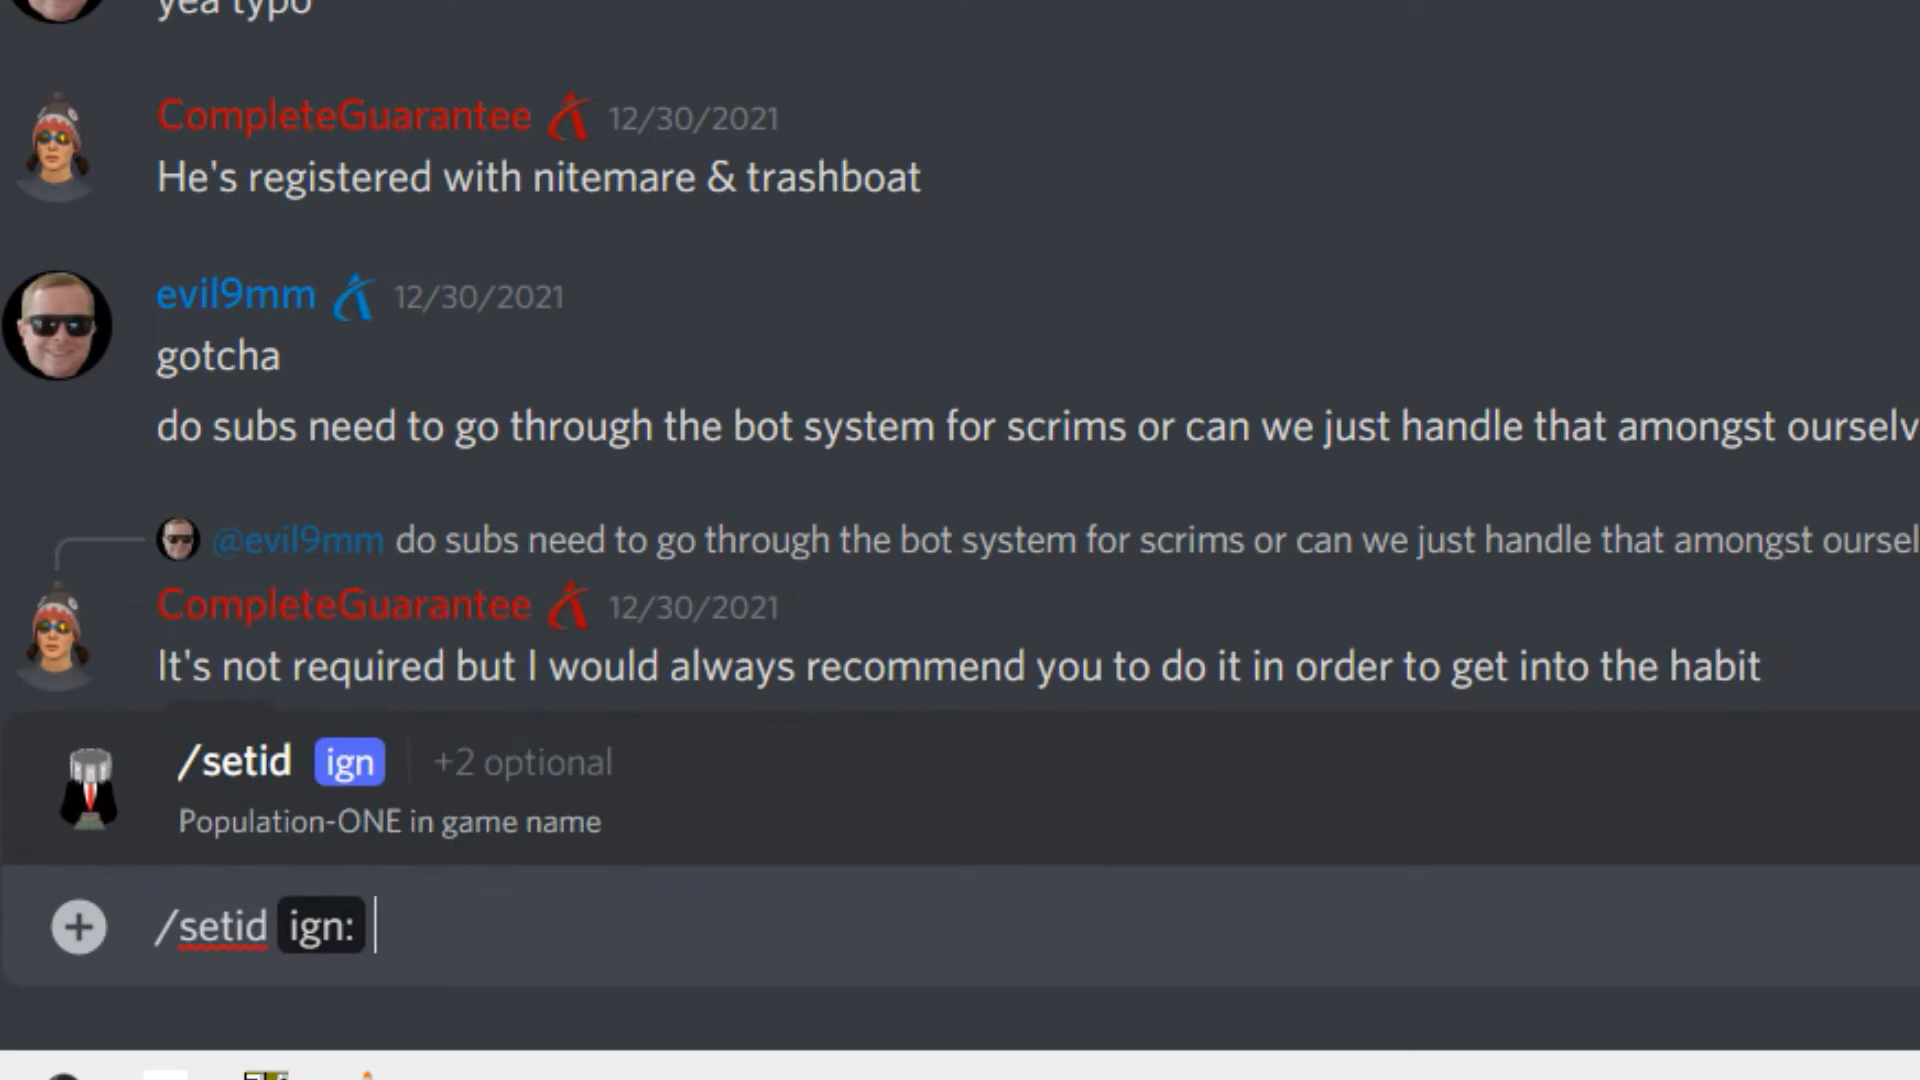 yea typo
CompleteGuarantee 12/30/2021
He's registered with nitemare & trashboat
evil9mm 12/30/2021
gotcha
do subs need to go through the bot system for scrims or can we just handle that amongst ourselv
@evil9mm do subs need to go through the bot system for scrims or can we just handle that amongst oursel
CompleteGuarantee 12/30/2021
It's not required but I would always recommend you to do it in order to get into the habit
/setid ign +2 optional
Population-ONE in game name
/setid ign: